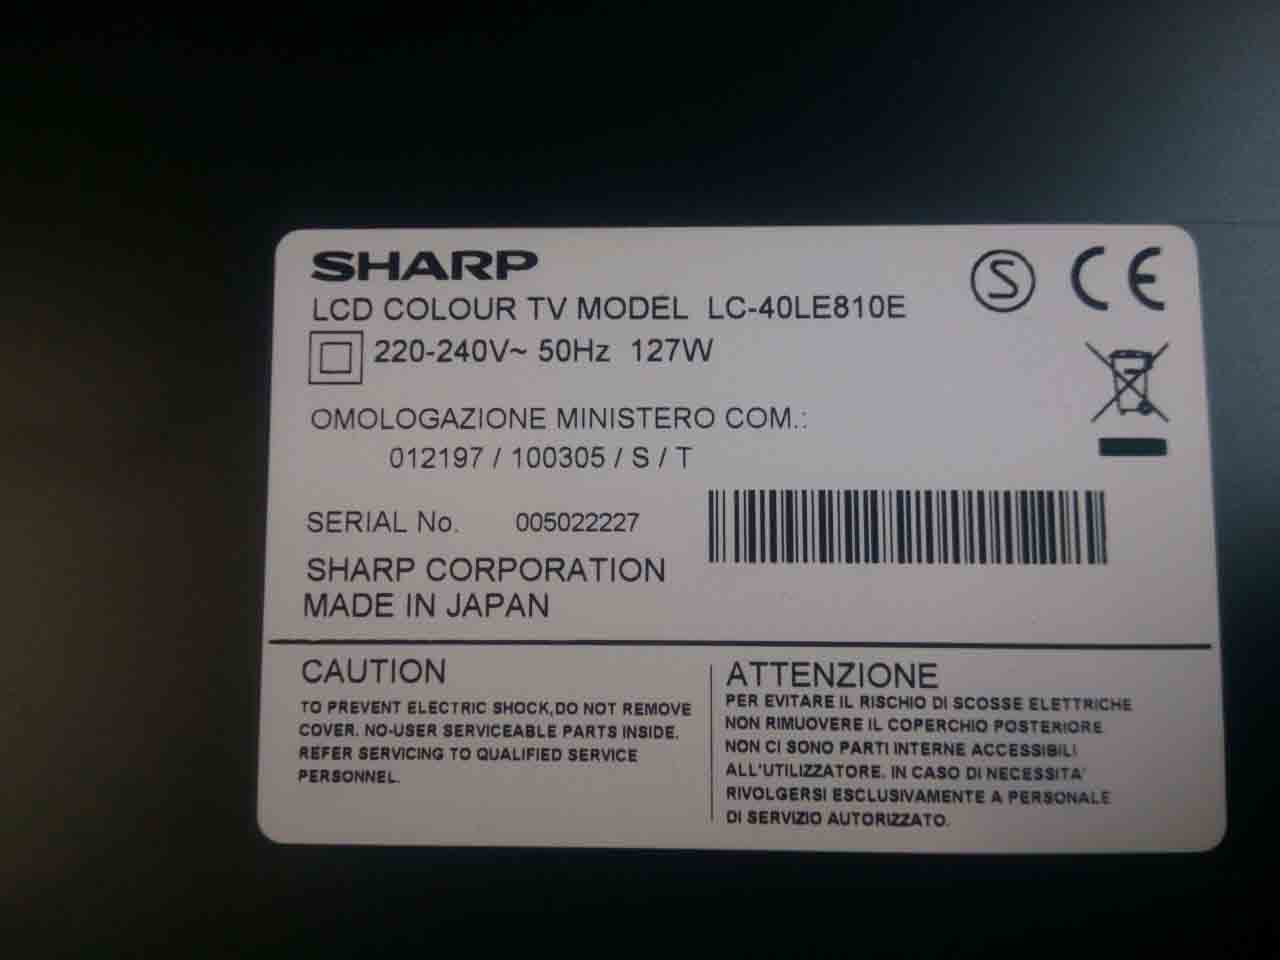 SHARP
LCD COLOUR TV MODEL LC-40LE810E
220-240V~ 50Hz 127W
OMOLOGAZIONE MINISTERO COM.:
012197 / 100305 / S / T
SERIAL No. 005022227
SHARP CORPORATION
MADE IN JAPAN
S CE
CAUTION
TO PREVENT ELECTRIC SHOCK,DO NOT REMOVE
COVER. NO-USER SERVICEABLE PARTS INSIDE.
REFER SERVICING TO QUALIFIED SERVICE
PERSONNEL.
ATTENZIONE
PER EVITARE IL RISCHIO DI SCOSSE ELETTRICHE
NON RIMUOVERE IL COPERCHIO POSTERIORE
NON CI SONO PARTI INTERNE ACCESSIBILI
ALL'UTILIZZATORE. IN CASO DI NECESSITA'
RIVOLGERSI ESCLUSIVAMENTE A PERSONALE
DI SERVIZIO AUTORIZZATO.